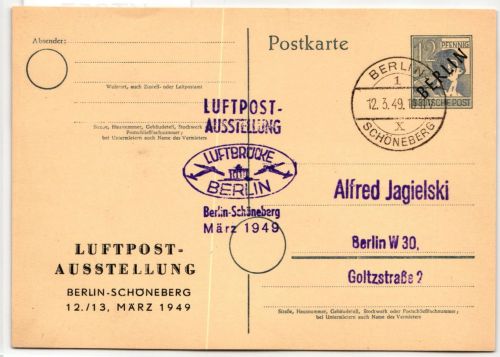 Absender:
Wohnort, auch Zustell- oder Leitpostamt
Straße, Hausnummer, Gebäudeteil, Stockwerk
Postschließfachnummer;
bei Untermietern auch Name des Vermieters
LUFTPOST-
AUSSTELLUNG
BERLIN-SCHÖNEBERG
12./13. MÄRZ 1949
Postkarte
LUFTPOST-
AUSSTELLUNG
LUFTBRÜCKE
BERLIN
Berlin-Schöneberg
März 1949
BERLIN
1
12.3.49.
X
SCHÖNEBERG
12 PFENNIG
BERLIN
DEUTSCHE POST
Alfred Jagielski
Berlin W 30,
Goltzstraße 2
Straße, Hausnummer, Gebäudeteil, Stockwerk oder Postschließfachnummer;
bei Untermietern auch Name des Vermieters